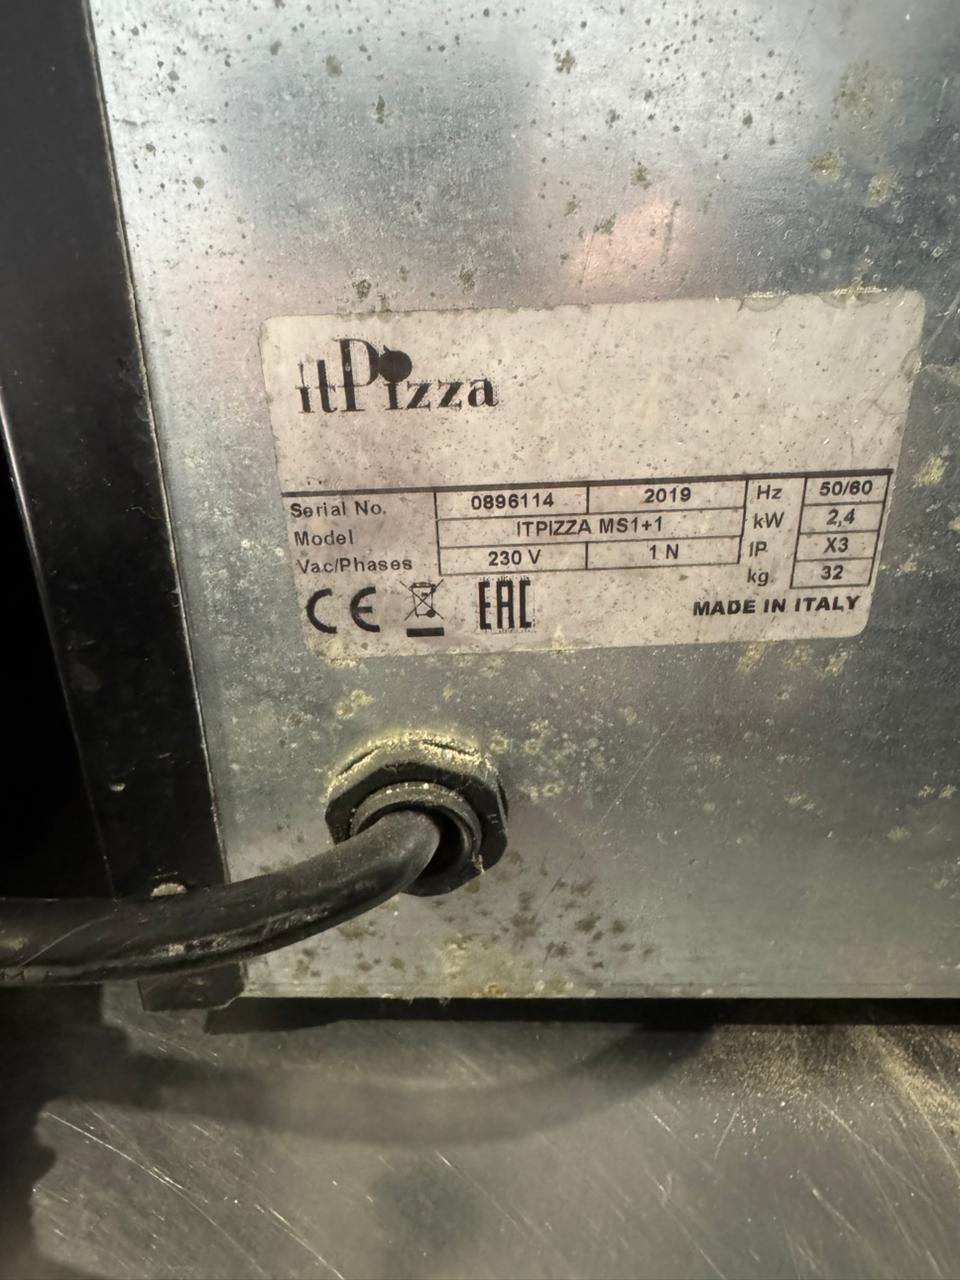 itPizza
Serial No. 0896114 2019 Hz 50/60
Model ITPIZZA MS1+1 kW 2,4
Vac/Phases 230 V 1 N IP X3
kg 32
CE EAC MADE IN ITALY